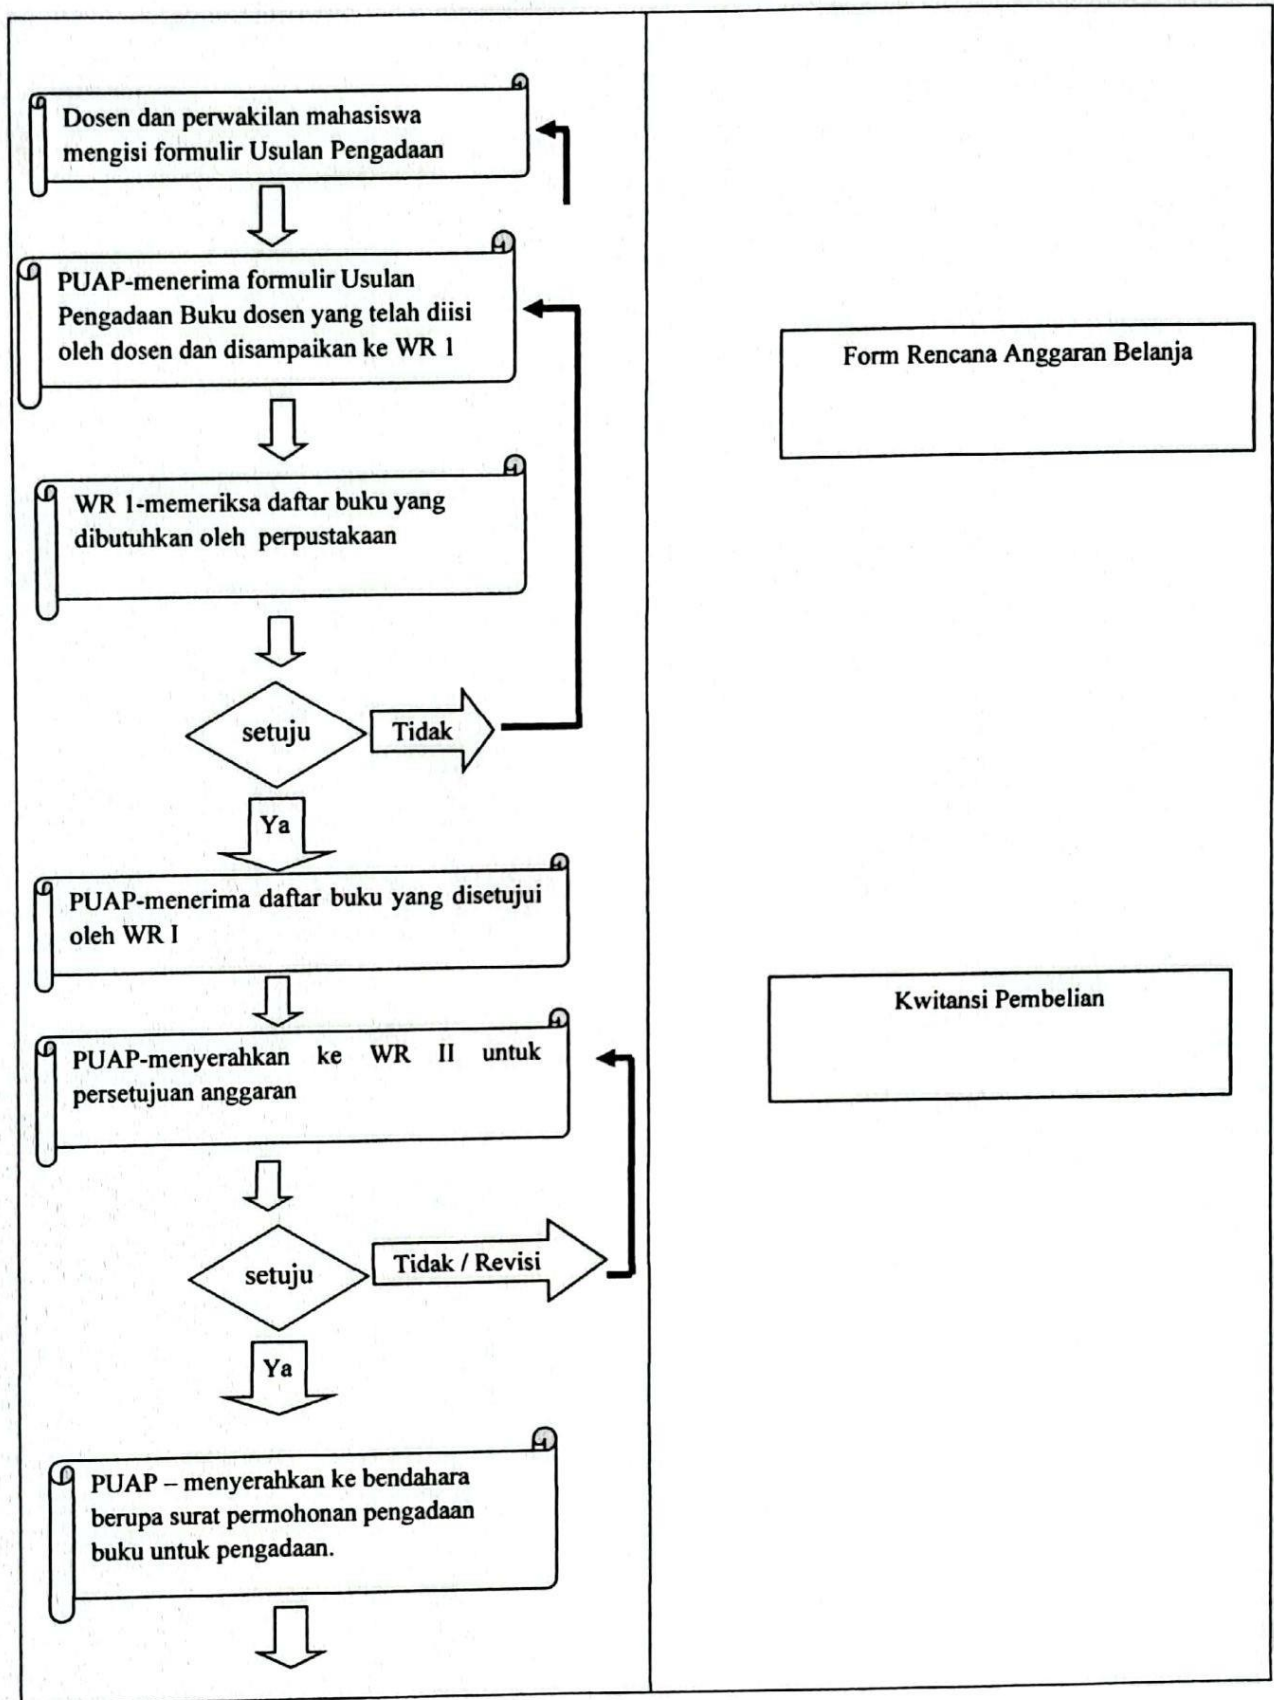 Dosen dan perwakilan mahasiswa
mengisi formulir Usulan Pengadaan
PUAP-menerima formulir Usulan
Pengadaan Buku dosen yang telah diisi
oleh dosen dan disampaikan ke WR 1
WR 1-memeriksa daftar buku yang
dibutuhkan oleh perpustakaan
setuju
Tidak
Ya
PUAP-menerima daftar buku yang disetujui
oleh WR I
PUAP-menyerahkan ke WR II untuk
persetujuan anggaran
setuju
Tidak / Revisi
Ya
PUAP – menyerahkan ke bendahara
berupa surat permohonan pengadaan
buku untuk pengadaan.
Form Rencana Anggaran Belanja
Kwitansi Pembelian